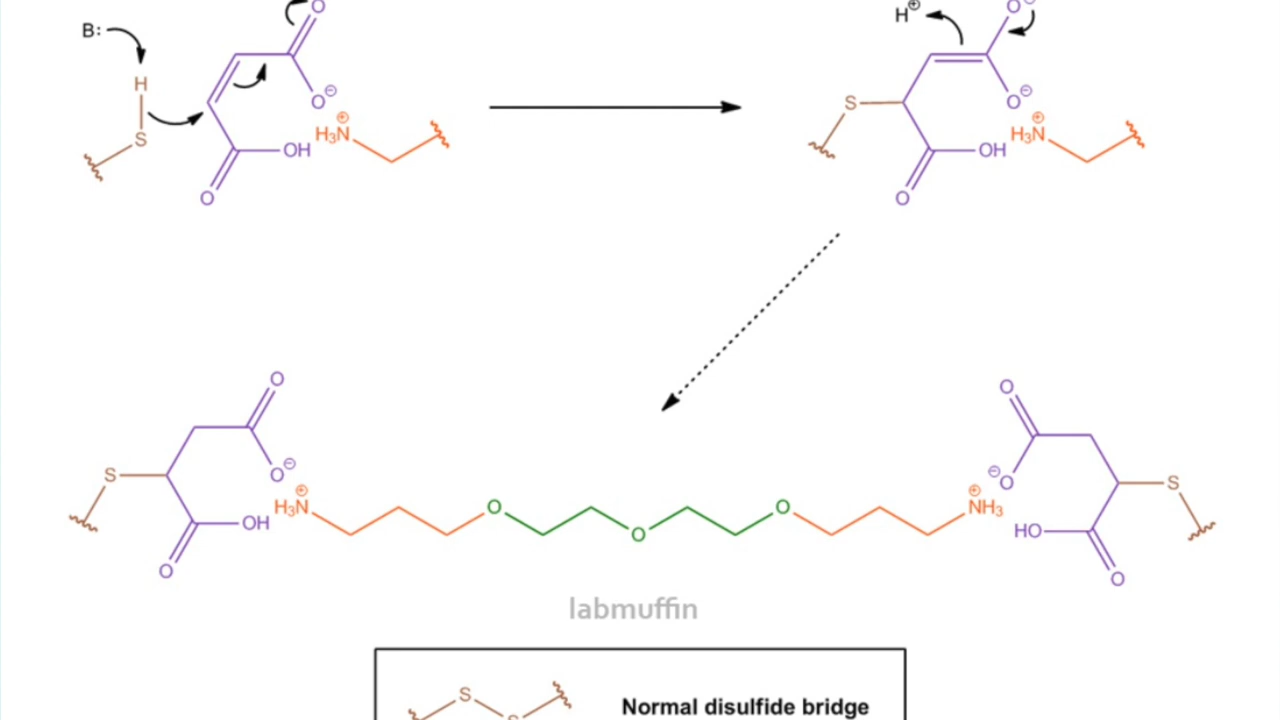 O O⊖
B: H⊕
H
O⊖ S O⊖
S H₃N⊕ H₃N⊕
OH OH
O O
O O
S O⊖ ⊖O S
H₃N⊕ O O NH₃⊕
OH O HO
O O
labmuffin
S
S Normal disulfide bridge